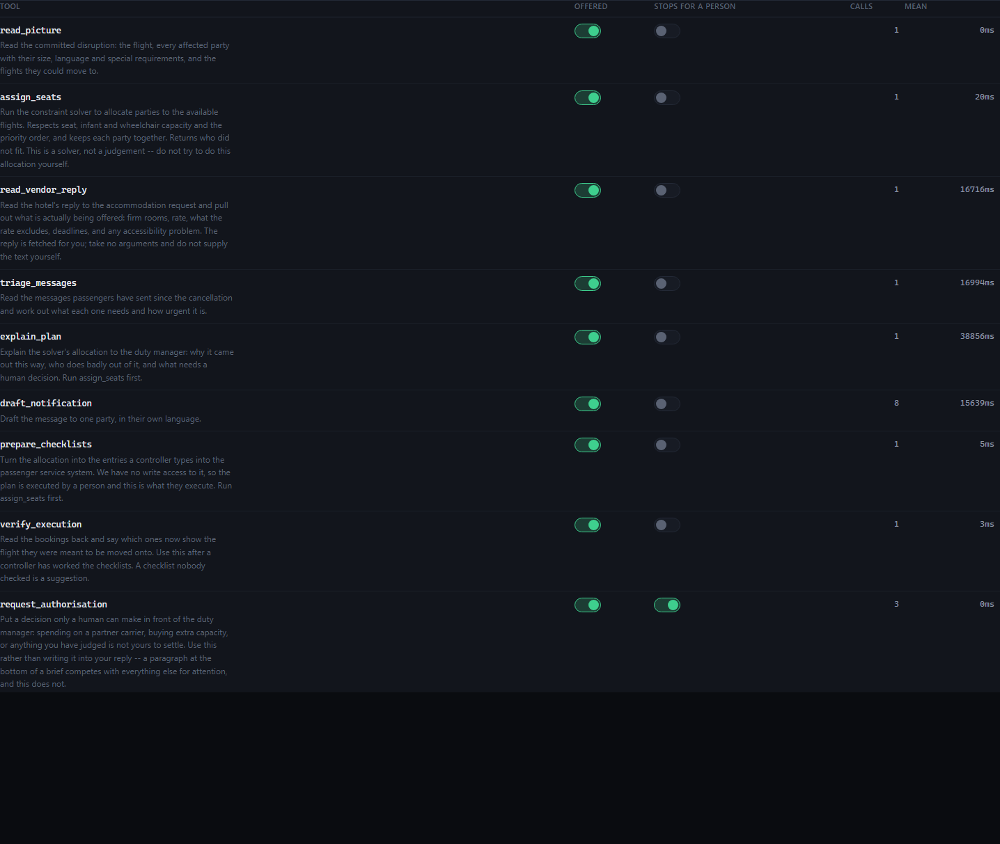 TOOL OFFERED STOPS FOR A PERSON CALLS MEAN
read_picture 1 0ms
Read the committed disruption: the flight, every affected party
with their size, language and special requirements, and the
flights they could move to.
assign_seats 1 20ms
Run the constraint solver to allocate parties to the available
flights. Respects seat, infant and wheelchair capacity and the
priority order, and keeps each party together. Returns who did
not fit. This is a solver, not a judgement -- do not try to do this
allocation yourself.
read_vendor_reply 1 16716ms
Read the hotel's reply to the accommodation request and pull
out what is actually being offered: firm rooms, rate, what the
rate excludes, deadlines, and any accessibility problem. The
reply is fetched for you; take no arguments and do not supply
the text yourself.
triage_messages 1 16994ms
Read the messages passengers have sent since the cancellation
and work out what each one needs and how urgent it is.
explain_plan 1 38856ms
Explain the solver's allocation to the duty manager: why it came
out this way, who does badly out of it, and what needs a
human decision. Run assign_seats first.
draft_notification 8 15639ms
Draft the message to one party, in their own language.
prepare_checklists 1 5ms
Turn the allocation into the entries a controller types into the
passenger service system. We have no write access to it, so the
plan is executed by a person and this is what they execute. Run
assign_seats first.
verify_execution 1 3ms
Read the bookings back and say which ones now show the
flight they were meant to be moved onto. Use this after a
controller has worked the checklists. A checklist nobody
checked is a suggestion.
request_authorisation 3 0ms
Put a decision only a human can make in front of the duty
manager: spending on a partner carrier, buying extra capacity,
or anything you have judged is not yours to settle. Use this
rather than writing it into your reply -- a paragraph at the
bottom of a brief competes with everything else for attention,
and this does not.